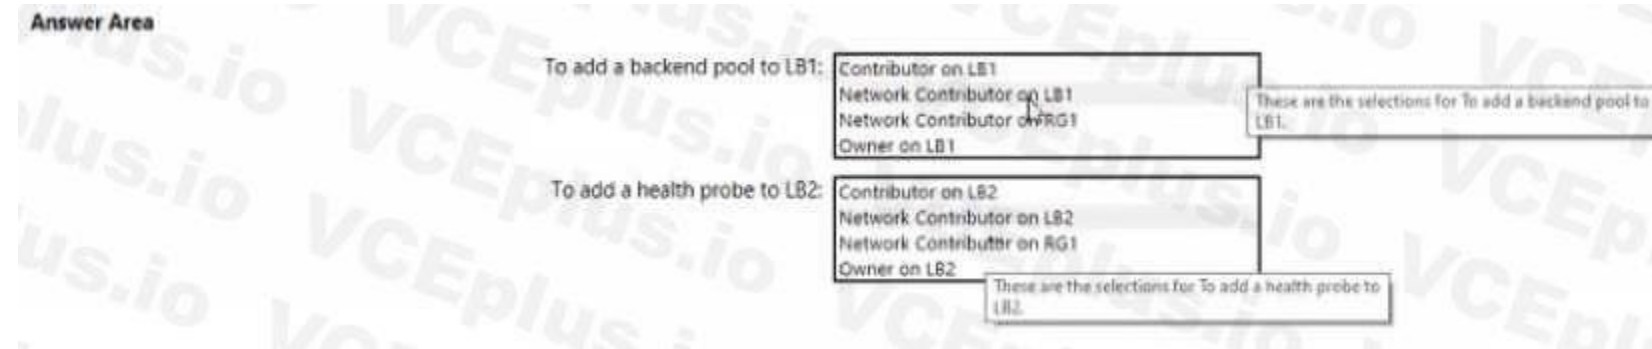 Answer Area
To add a backend pool to LB1:
Contributor on LB1
Network Contributor on LB1
Network Contributor on RG1
Owner on LB1
These are the selections for To add a backend pool to
LB1.
To add a health probe to LB2:
Contributor on LB2
Network Contributor on LB2
Network Contributor on RG1
Owner on LB2
These are the selections for To add a health probe to
LB2.
VCEplus.io